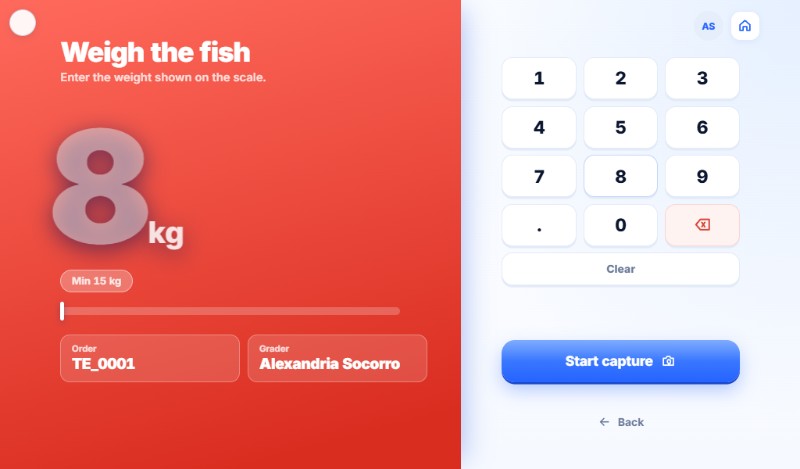 Weigh the fish
Enter the weight shown on the scale.
8 kg
Min 15 kg
Order
TE_0001
Grader
Alexandria Socorro
AS
1 2 3
4 5 6
7 8 9
. 0
Clear
Start capture
Back